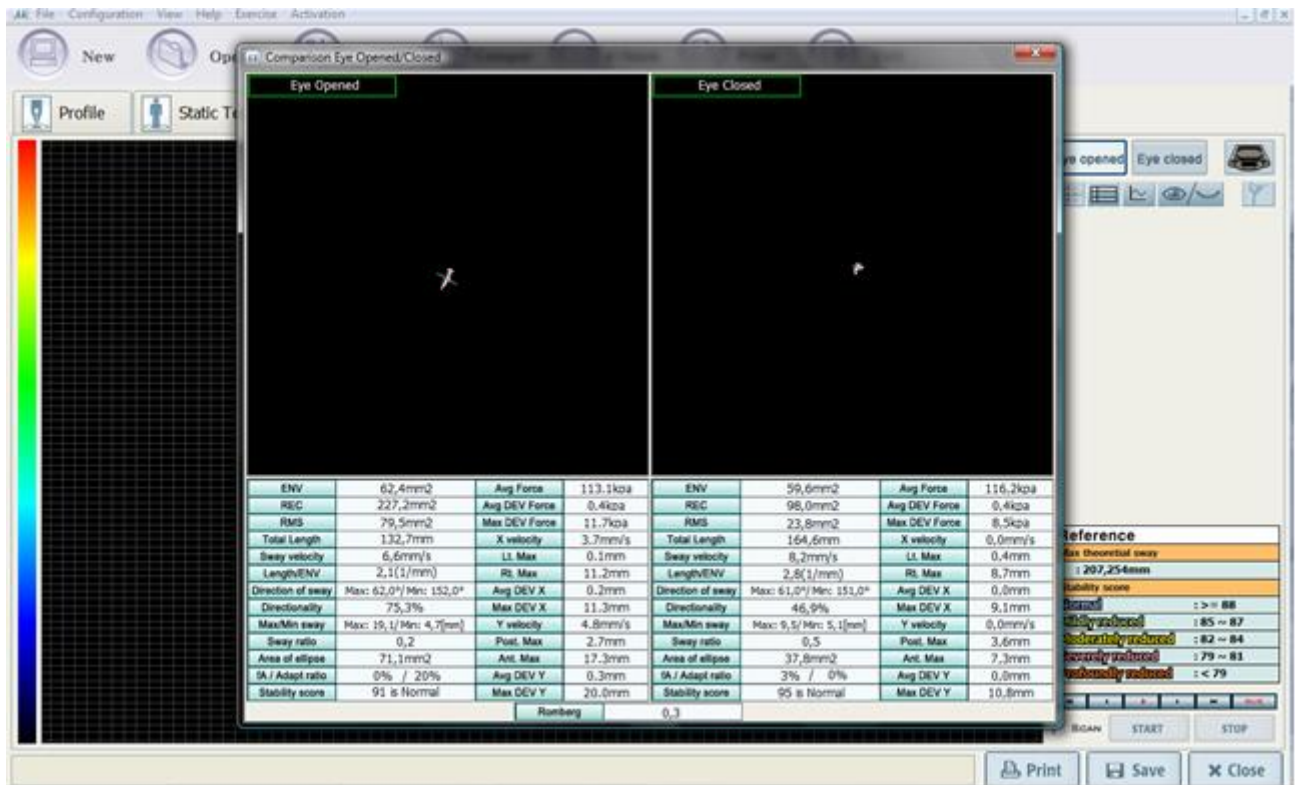 File Configuration View Help Exercise Activation
New
Comparison Eye Opened/Closed
Profile
Static
Eye Opened
Eye Closed
opened Eye closed
ENV 62,4mm2 Avg Force 113.1kpa ENV 59,6mm2 Avg Force 116,2kpa
REC 227,2mm2 Avg DEV Force 0.4kpa REC 98,0mm2 Avg DEV Force 0,4kpa
RMS 79,5mm2 Max DEV Force 11.7kpa RMS 23,8mm2 Max DEV Force 8,5kpa
Total Length 132,7mm X velocity 3.7mm/s Total Length 164,6mm X velocity 0,0mm/s
Sway velocity 6,6mm/s Lt. Max 0.1mm Sway velocity 8,2mm/s Lt. Max 0,4mm
Length/ENV 2,1(1/mm) Rt. Max 11.2mm Length/ENV 2,8(1/mm) Rt. Max 8,7mm
Direction of sway Max: 62,0°/ Min: 152,0° Avg DEV X 0.2mm Direction of sway Max: 61,0°/ Min: 151,0° Avg DEV X 0.0mm
Directionality 75,3% Max DEV X 11.3mm Directionality 46,9% Max DEV X 9,1mm
Max/Min sway Max: 19,1/ Min: 4,7[mm] Y velocity 4.8mm/s Max/Min sway Max: 9,5/ Min: 5,1[mm] Y velocity 0,0mm/s
Sway ratio 0,2 Post. Max 2.7mm Sway ratio 0,5 Post. Max 3,6mm
Area of ellipse 71,1mm2 Ant. Max 17.3mm Area of ellipse 37,8mm2 Ant. Max 7,3mm
fA / Adapt ratio 0% / 20% Avg DEV Y 0.3mm fA / Adapt ratio 3% / 0% Avg DEV Y 0,0mm
Stability score 91 is Normal Max DEV Y 20.0mm Stability score 95 is Normal Max DEV Y 10,8mm
Romberg 0,3
Reference
Max theoretial sway
: 207,254mm
Stability score
Normal : >= 88
Mildly reduced : 85 ~ 87
Moderately reduced : 82 ~ 84
Severely reduced : 79 ~ 81
Profoundly reduced : < 79
SCAN START STOP
Print Save Close